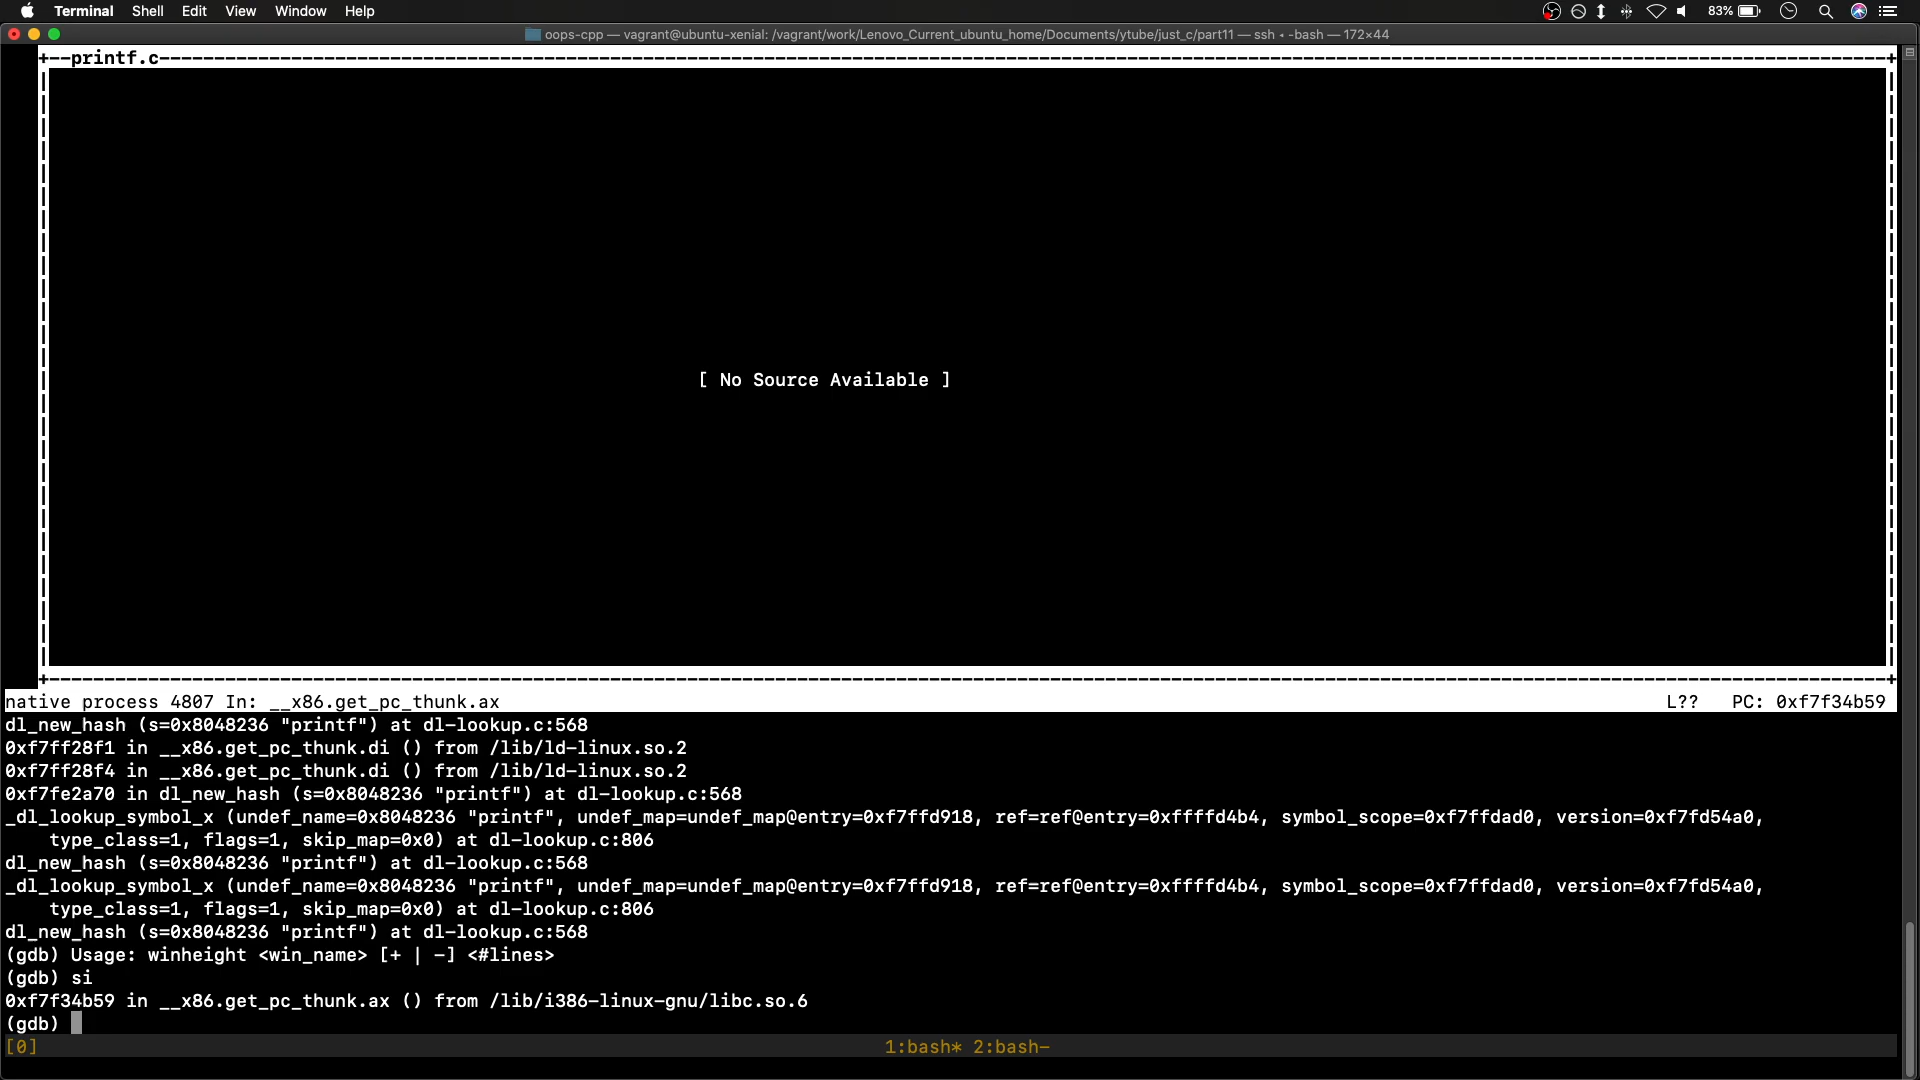 Terminal Shell Edit View Window Help 83%
oops-cpp — vagrant@ubuntu-xenial: /vagrant/work/Lenovo_Current_ubuntu_home/Documents/ytube/just_c/part11 — ssh ◂ -bash — 172×44
printf.c
[ No Source Available ]
native process 4807 In: __x86.get_pc_thunk.ax L?? PC: 0xf7f34b59
dl_new_hash (s=0x8048236 "printf") at dl-lookup.c:568
0xf7ff28f1 in __x86.get_pc_thunk.di () from /lib/ld-linux.so.2
0xf7ff28f4 in __x86.get_pc_thunk.di () from /lib/ld-linux.so.2
0xf7fe2a70 in dl_new_hash (s=0x8048236 "printf") at dl-lookup.c:568
_dl_lookup_symbol_x (undef_name=0x8048236 "printf", undef_map=undef_map@entry=0xf7ffd918, ref=ref@entry=0xffffd4b4, symbol_scope=0xf7ffdad0, version=0xf7fd54a0,
type_class=1, flags=1, skip_map=0x0) at dl-lookup.c:806
dl_new_hash (s=0x8048236 "printf") at dl-lookup.c:568
_dl_lookup_symbol_x (undef_name=0x8048236 "printf", undef_map=undef_map@entry=0xf7ffd918, ref=ref@entry=0xffffd4b4, symbol_scope=0xf7ffdad0, version=0xf7fd54a0,
type_class=1, flags=1, skip_map=0x0) at dl-lookup.c:806
dl_new_hash (s=0x8048236 "printf") at dl-lookup.c:568
(gdb) Usage: winheight <win_name> [+ | -] <#lines>
(gdb) si
0xf7f34b59 in __x86.get_pc_thunk.ax () from /lib/i386-linux-gnu/libc.so.6
(gdb)
[0] 1:bash* 2:bash-